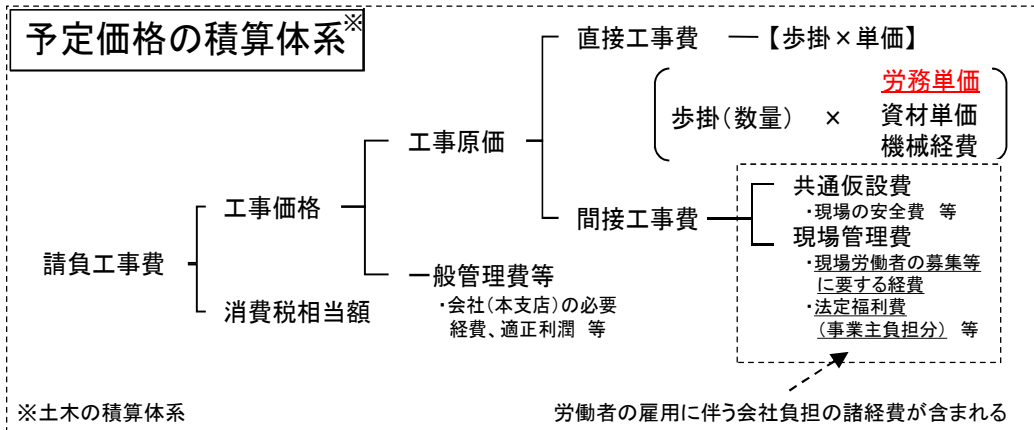 予定価格の積算体系※
直接工事費 ―【歩掛×単価】
歩掛(数量) × 労務単価
資材単価
機械経費
工事原価
共通仮設費
・現場の安全費 等
工事価格
間接工事費
現場管理費
・現場労働者の募集等
に要する経費
・法定福利費
(事業主負担分) 等
請負工事費
一般管理費等
・会社(本支店)の必要
経費、適正利潤 等
消費税相当額
※土木の積算体系
労働者の雇用に伴う会社負担の諸経費が含まれる